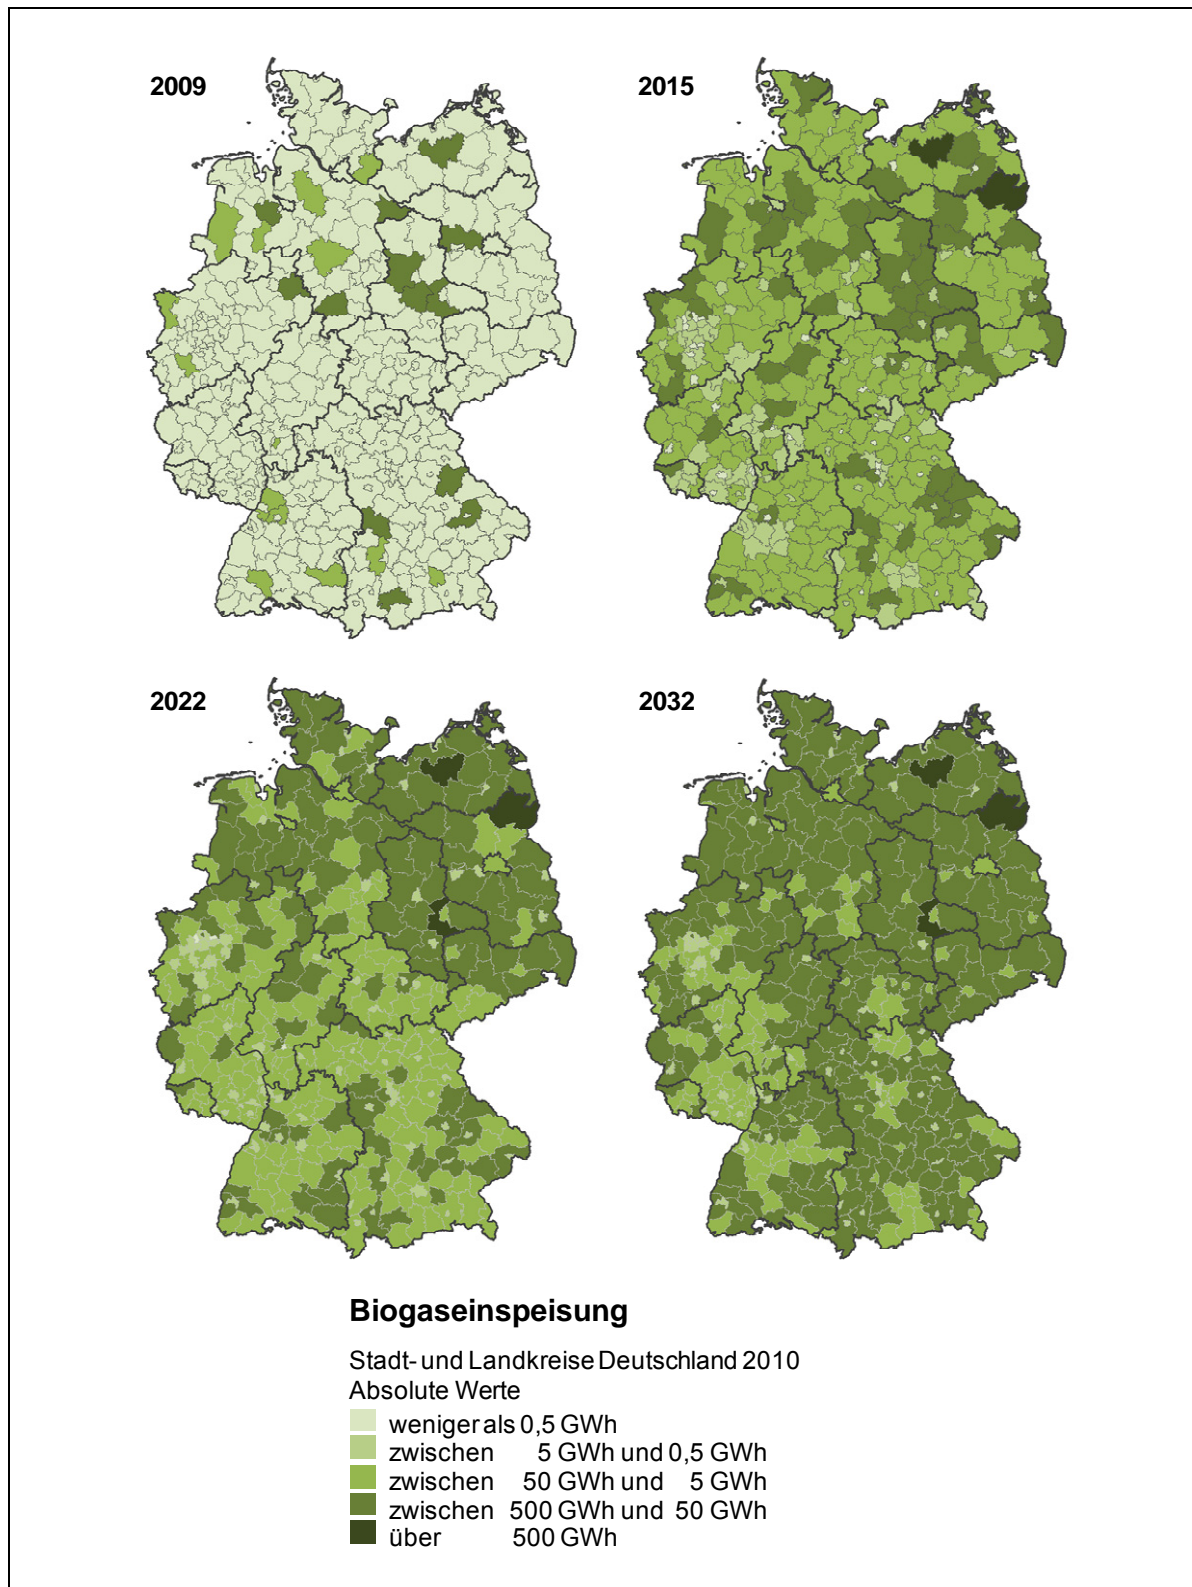 2009
2015
2022
2032
Biogaseinspeisung
Stadt- und Landkreise Deutschland 2010
Absolute Werte
weniger als 0,5 GWh
zwischen 5 GWh und 0,5 GWh
zwischen 50 GWh und 5 GWh
zwischen 500 GWh und 50 GWh
über 500 GWh